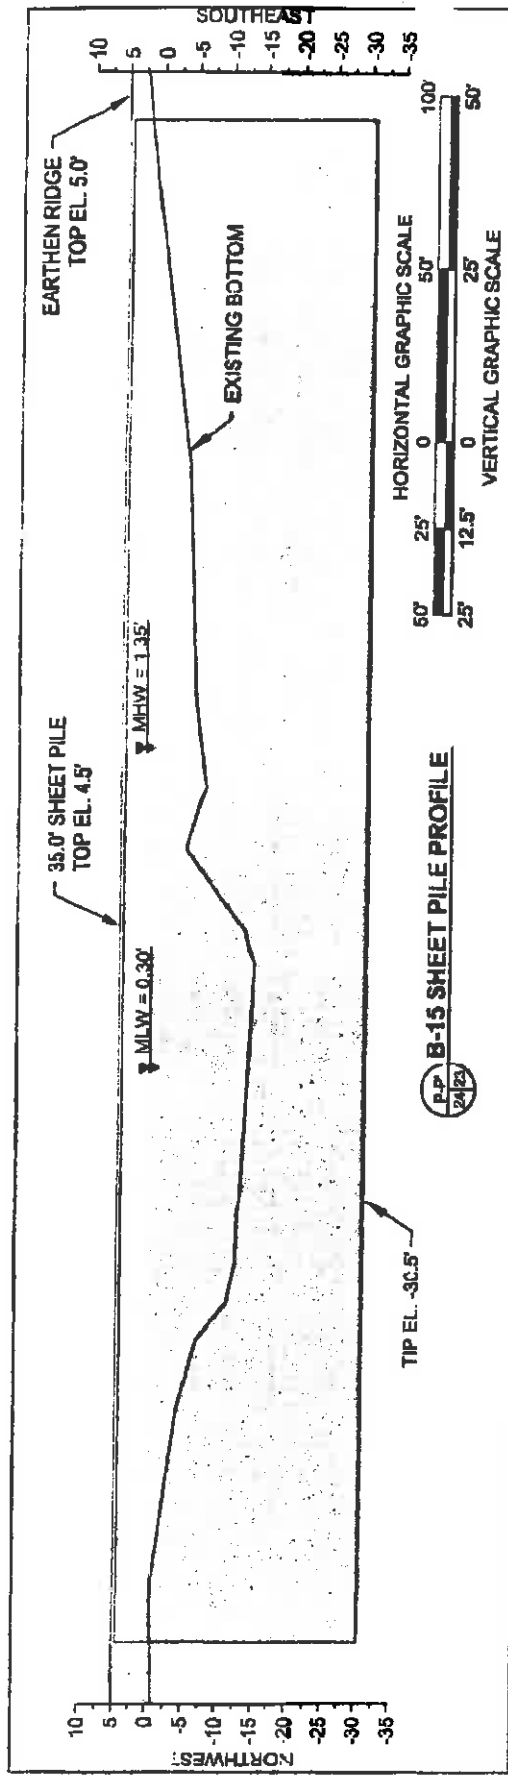 NORTHWEST
10
5
0
-5
-10
-15
-20
-25
-30
-35
35.0' SHEET PILE
TOP EL. 4.5'
MLW = 0.30'
MHW = 1.35'
EARTHEN RIDGE
TOP EL. 5.0'
EXISTING BOTTOM
TIP EL. -30.5'
SOUTHEAST
10
5
0
-5
-10
-15
-20
-25
-30
-35
P-P'
24 23
B-15 SHEET PILE PROFILE
HORIZONTAL GRAPHIC SCALE
50' 25' 0 50' 100'
25' 12.5' 0 25' 50'
VERTICAL GRAPHIC SCALE